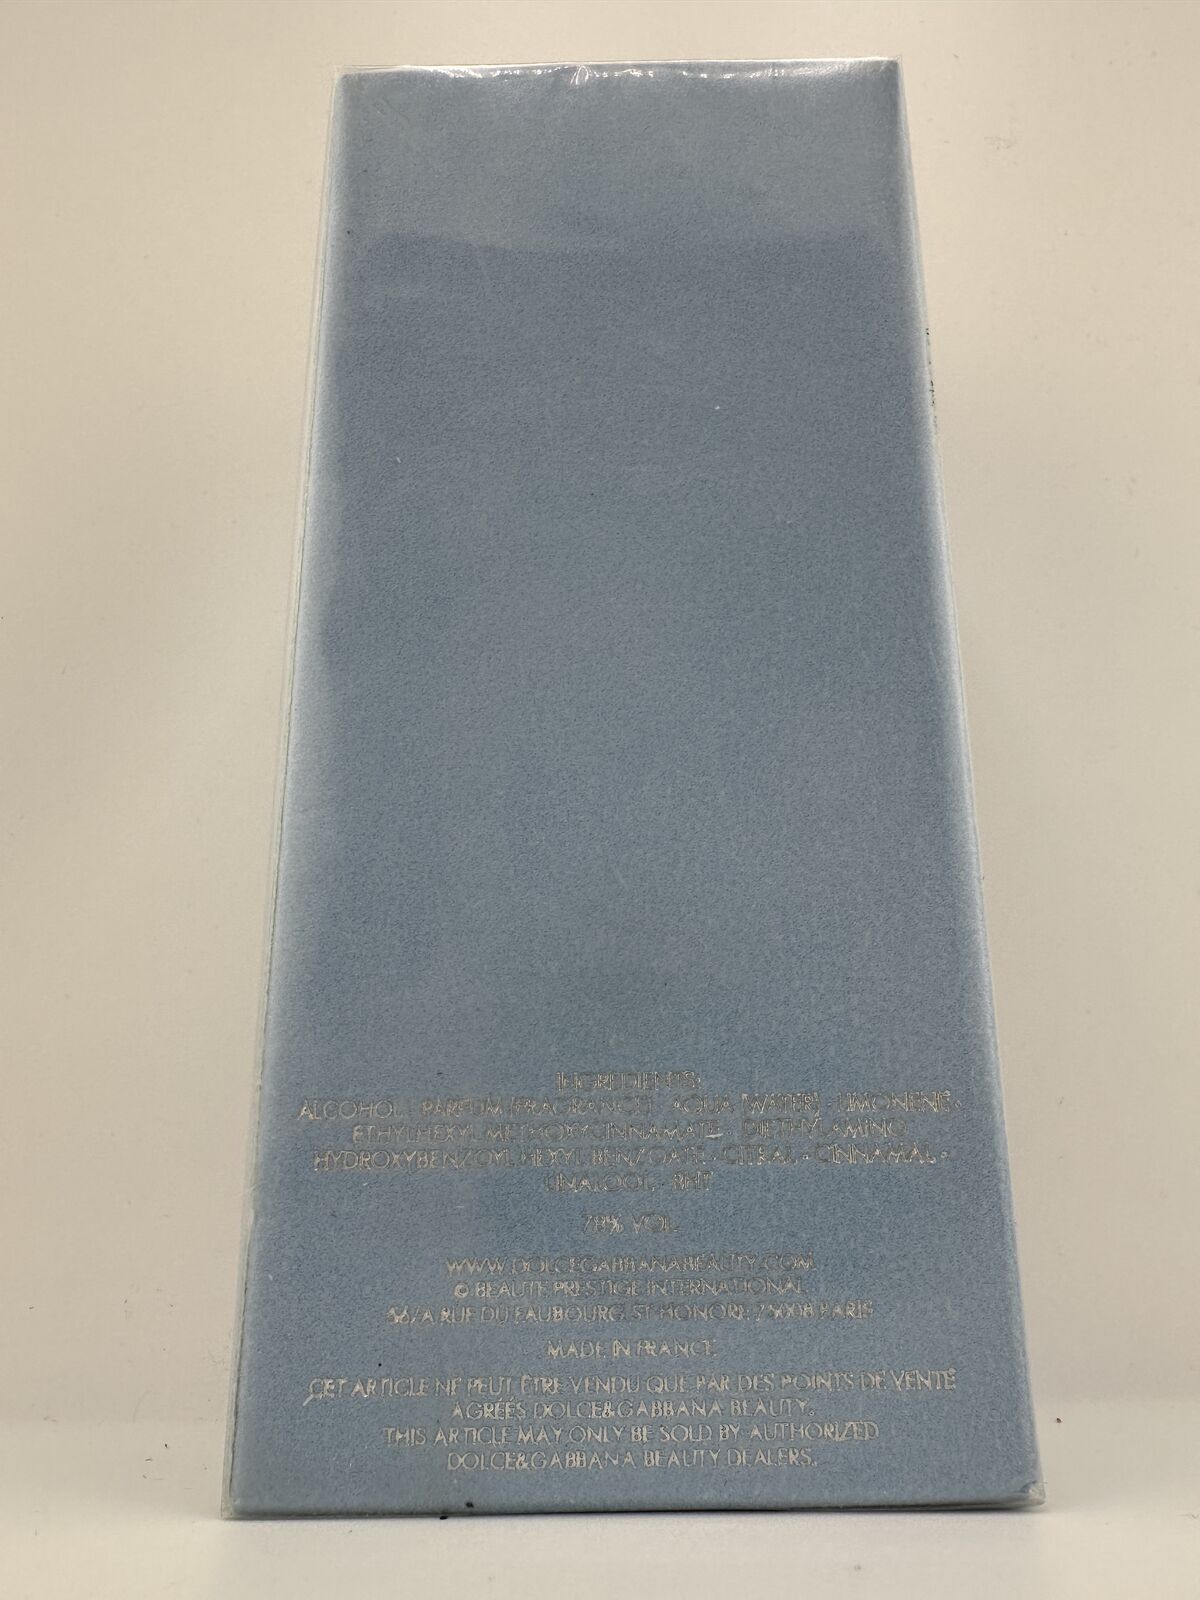 INGREDIENTS:
ALCOHOL · PARFUM (FRAGRANCE) · AQUA (WATER) · LIMONENE ·
ETHYLHEXYL METHOXYCINNAMATE · DIETHYLAMINO
HYDROXYBENZOYL HEXYL BENZOATE · CITRAL · CINNAMAL ·
LINALOOL · BHT
78% VOL.
WWW.DOLCEGABBANABEAUTY.COM
© BEAUTE PRESTIGE INTERNATIONAL
56/A RUE DU FAUBOURG ST-HONORE 75008 PARIS
MADE IN FRANCE
CET ARTICLE NE PEUT ÊTRE VENDU QUE PAR DES POINTS DE VENTE
AGRÉÉS DOLCE&GABBANA BEAUTY.
THIS ARTICLE MAY ONLY BE SOLD BY AUTHORIZED
DOLCE&GABBANA BEAUTY DEALERS.